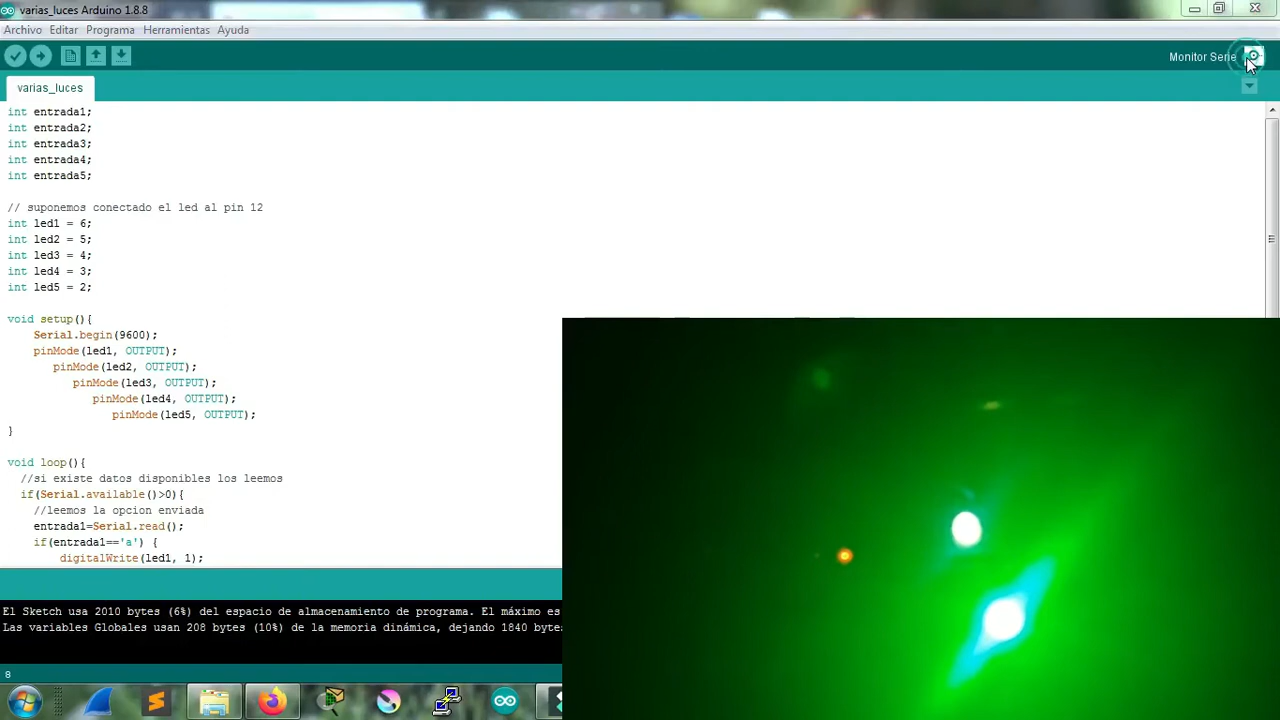 varias_luces Arduino 1.8.8
Archivo Editar Programa Herramientas Ayuda
Monitor Serie
varias_luces
int entrada1;
int entrada2;
int entrada3;
int entrada4;
int entrada5;
// suponemos conectado el led al pin 12
int led1 = 6;
int led2 = 5;
int led3 = 4;
int led4 = 3;
int led5 = 2;
void setup(){
Serial.begin(9600);
pinMode(led1, OUTPUT);
pinMode(led2, OUTPUT);
pinMode(led3, OUTPUT);
pinMode(led4, OUTPUT);
pinMode(led5, OUTPUT);
}
void loop(){
//si existe datos disponibles los leemos
if(Serial.available()>0){
//leemos la opcion enviada
entrada1=Serial.read();
if(entrada1=='a') {
digitalWrite(led1, 1);
El Sketch usa 2010 bytes (6%) del espacio de almacenamiento de programa. El máximo es
Las variables Globales usan 208 bytes (10%) de la memoria dinámica, dejando 1840 byte
8